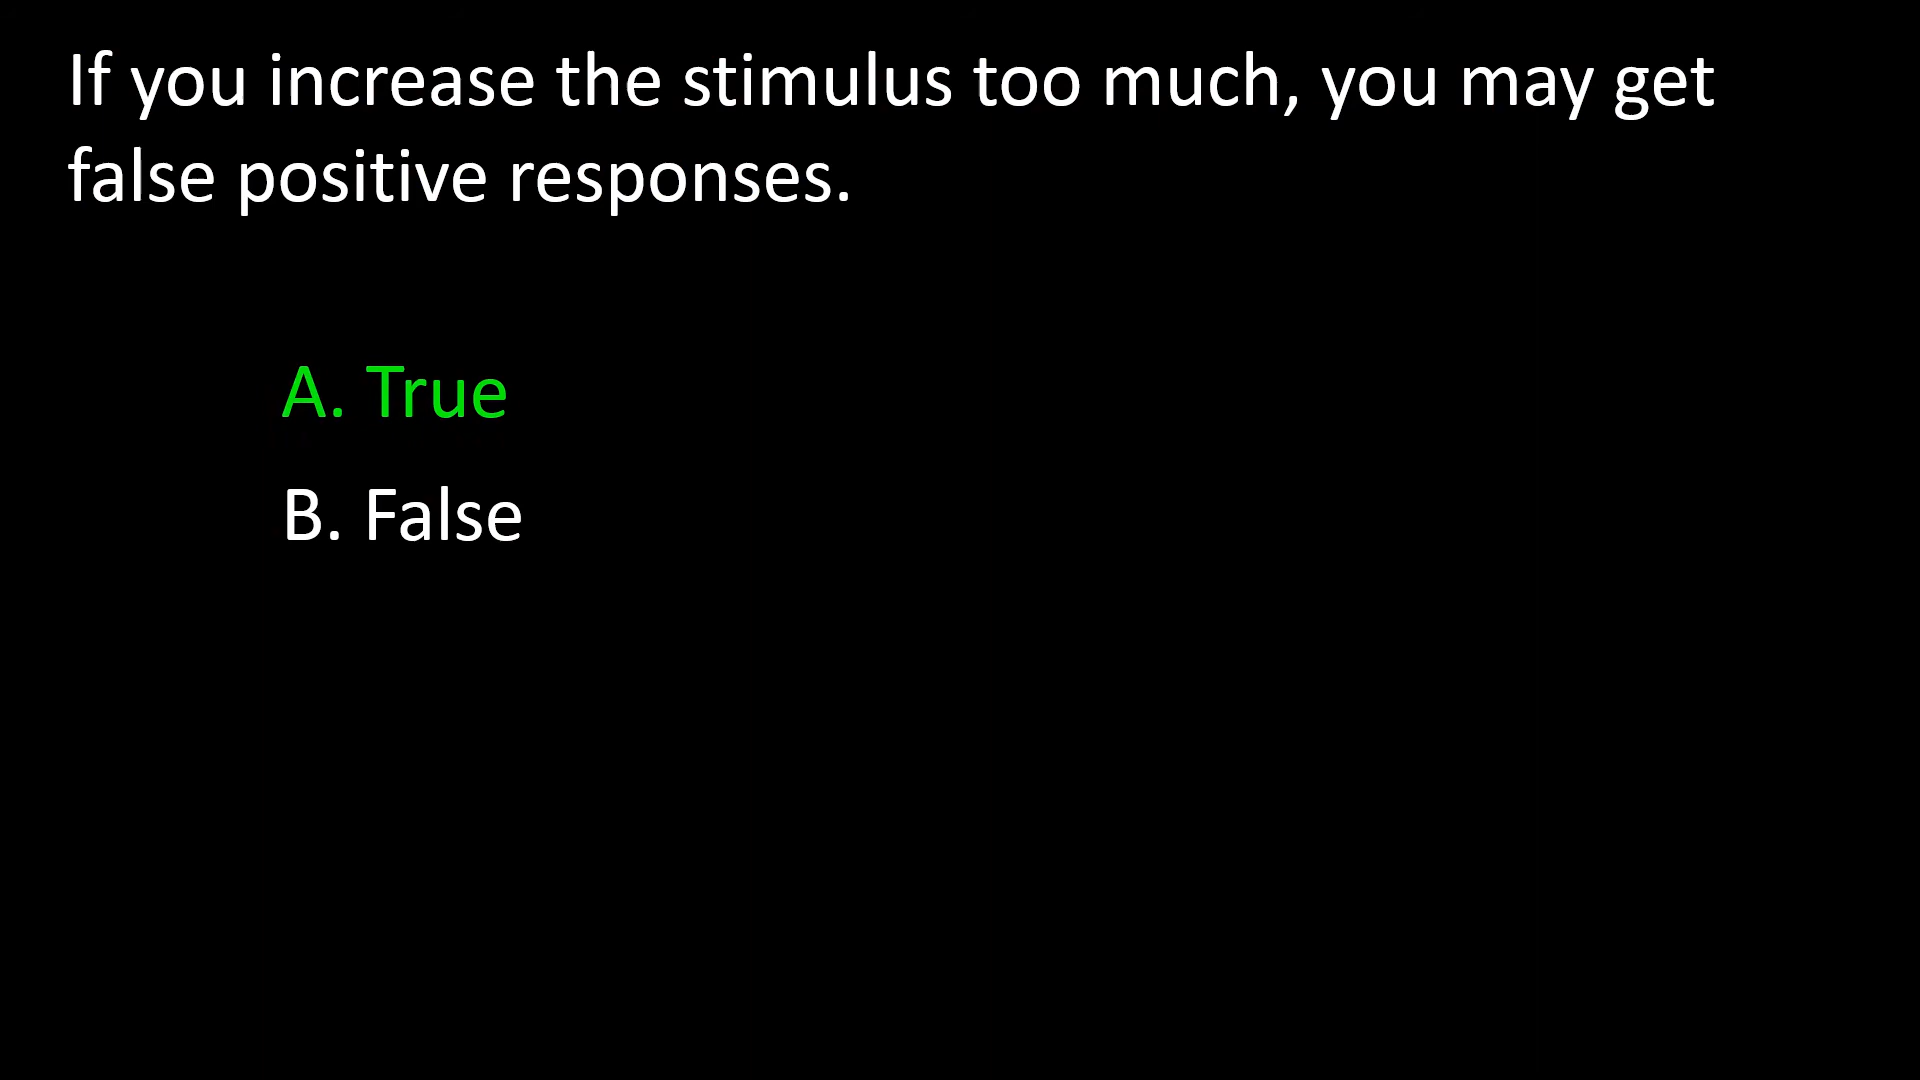 If you increase the stimulus too much, you may get
false positive responses.
A. True
B. False